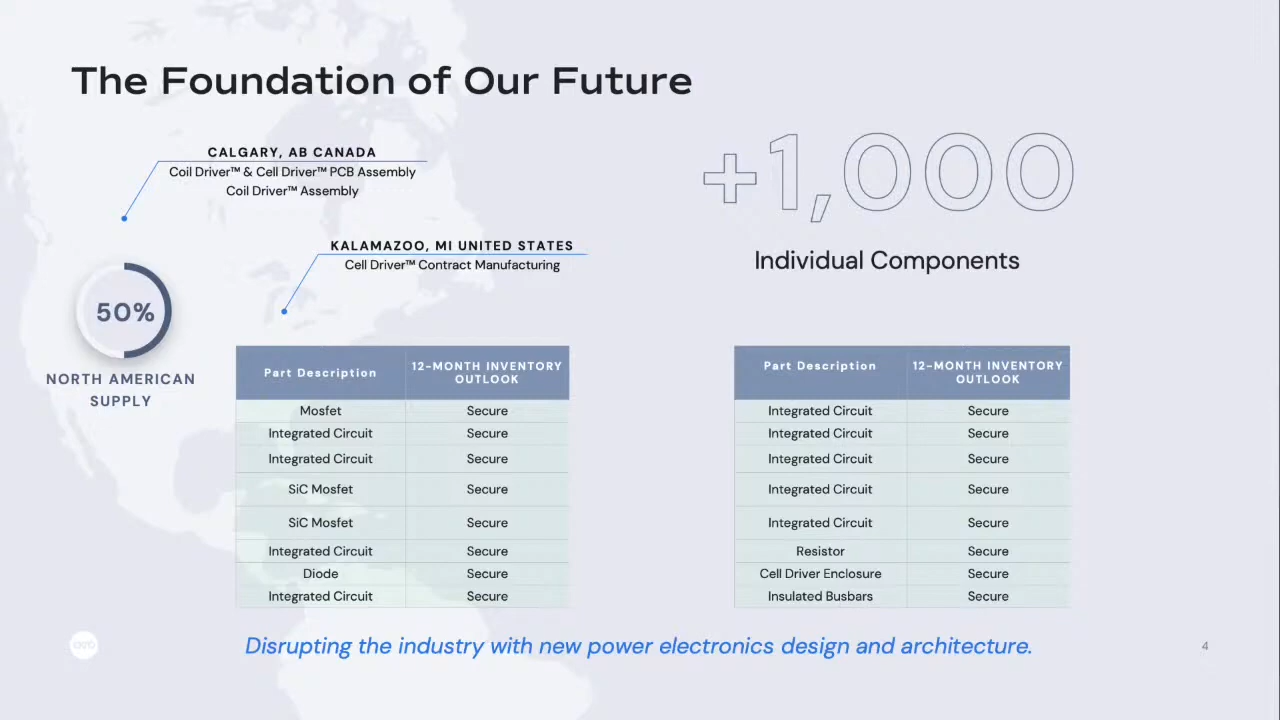 The Foundation of Our Future
CALGARY, AB CANADA
Coil Driver™ & Cell Driver™ PCB Assembly
Coil Driver™ Assembly
KALAMAZOO, MI UNITED STATES
Cell Driver™ Contract Manufacturing
+1,000
Individual Components
50%
NORTH AMERICAN
SUPPLY
Part Description 12-MONTH INVENTORY
OUTLOOK
Mosfet Secure
Integrated Circuit Secure
Integrated Circuit Secure
SiC Mosfet Secure
SiC Mosfet Secure
Integrated Circuit Secure
Diode Secure
Integrated Circuit Secure
Part Description 12-MONTH INVENTORY
OUTLOOK
Integrated Circuit Secure
Integrated Circuit Secure
Integrated Circuit Secure
Integrated Circuit Secure
Integrated Circuit Secure
Resistor Secure
Cell Driver Enclosure Secure
Insulated Busbars Secure
Disrupting the industry with new power electronics design and architecture.
4